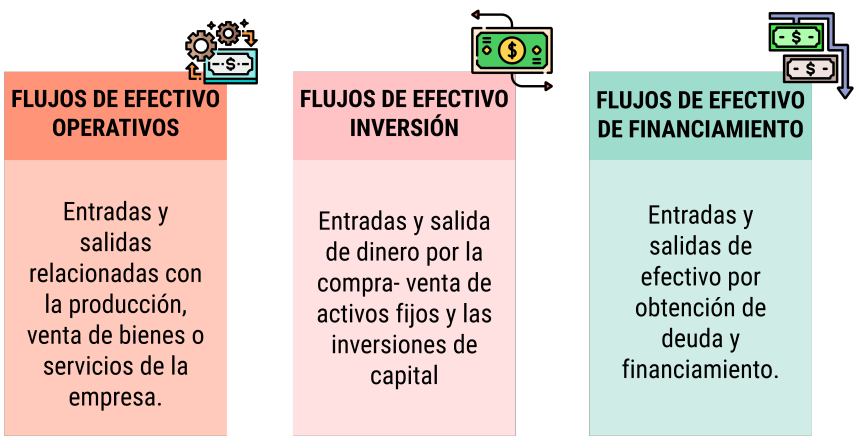 FLUJOS DE EFECTIVO
OPERATIVOS
Entradas y
salidas
relacionadas con
la producción,
venta de bienes o
servicios de la
empresa.
FLUJOS DE EFECTIVO
INVERSIÓN
Entradas y salida
de dinero por la
compra- venta de
activos fijos y las
inversiones de
capital
FLUJOS DE EFECTIVO
DE FINANCIAMIENTO
Entradas y
salidas de
efectivo por
obtención de
deuda y
financiamiento.